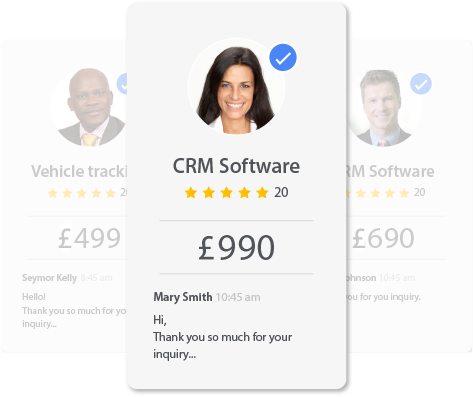 CRM Software
20
£990
Mary Smith 10:45 am
Hi,
Thank you so much for your
inquiry...
Vehicle tracki
20
£499
Seymor Kelly 8:45 am
Hello!
Thank you so much for you
inquiry...
RM Software
20
£690
ohnson 10:45 am
you for you inquiry.